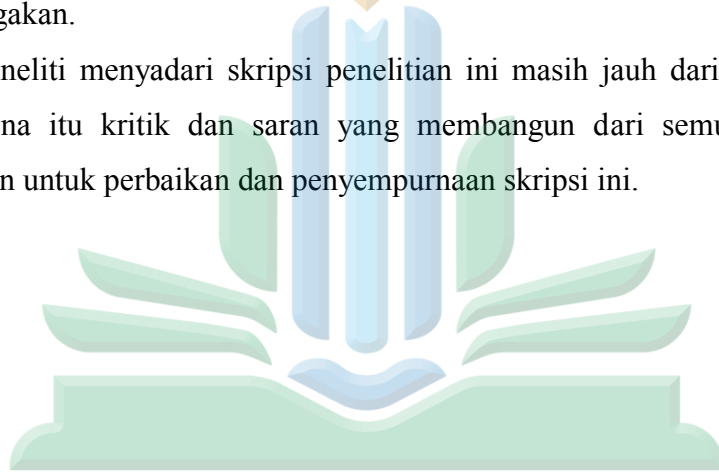 gakan.
neliti menyadari skripsi penelitian ini masih jauh dari
na itu kritik dan saran yang membangun dari semu
n untuk perbaikan dan penyempurnaan skripsi ini.